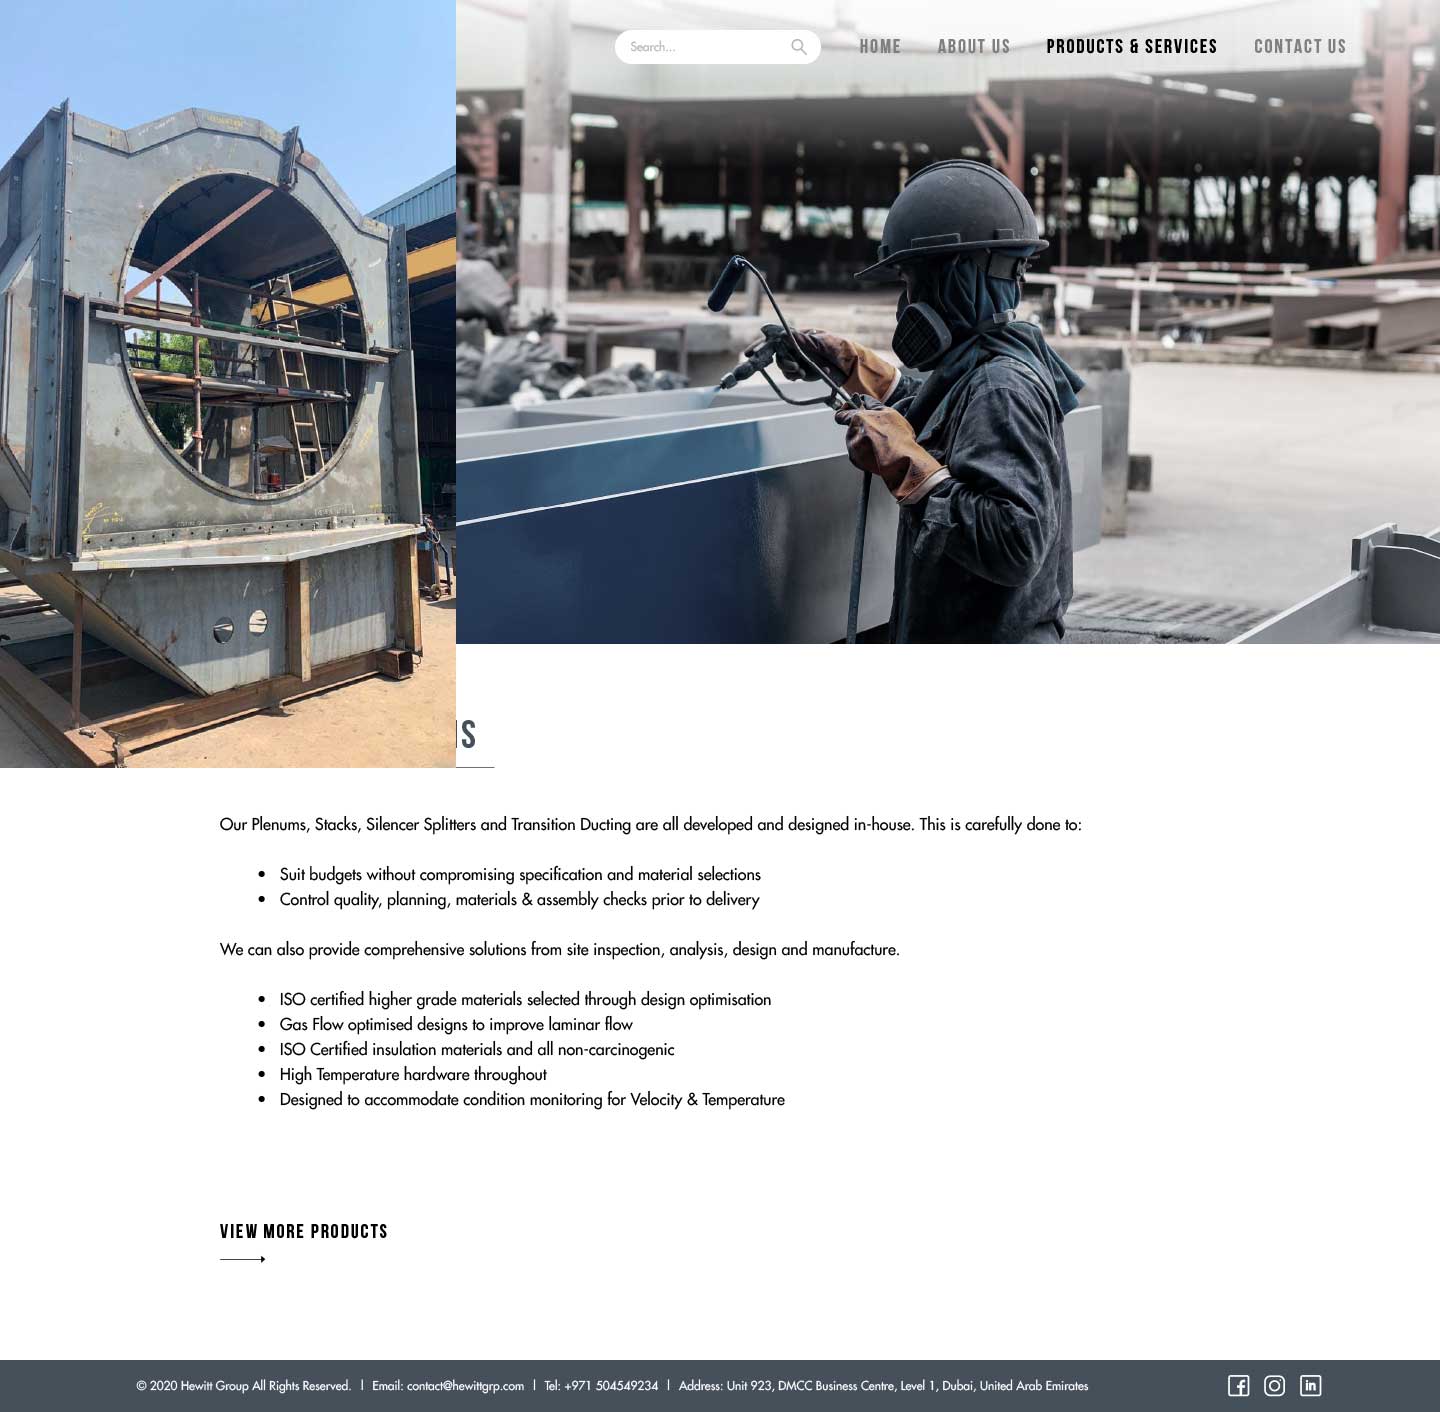 Search...
HOME
ABOUT US
PRODUCTS & SERVICES
CONTACT US
Our Plenums, Stacks, Silencer Splitters and Transition Ducting are all developed and designed in-house. This is carefully done to:
• Suit budgets without compromising specification and material selections
• Control quality, planning, materials & assembly checks prior to delivery
We can also provide comprehensive solutions from site inspection, analysis, design and manufacture.
• ISO certified higher grade materials selected through design optimisation
• Gas Flow optimised designs to improve laminar flow
• ISO Certified insulation materials and all non-carcinogenic
• High Temperature hardware throughout
• Designed to accommodate condition monitoring for Velocity & Temperature
VIEW MORE PRODUCTS
© 2020 Hewitt Group All Rights Reserved. | Email: contact@hewittgrp.com | Tel: +971 504549234 | Address: Unit 923, DMCC Business Centre, Level 1, Dubai, United Arab Emirates